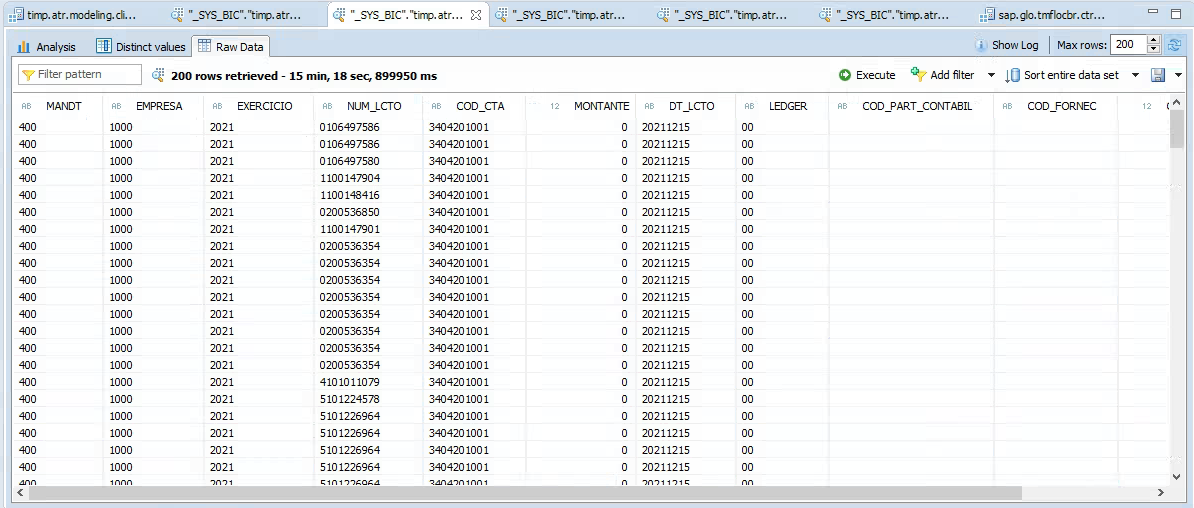 timp.atr.modeling.cli... "_SYS_BIC"."timp.atr... "_SYS_BIC"."timp.atr... "_SYS_BIC"."timp.atr... "_SYS_BIC"."timp.atr... "_SYS_BIC"."timp.atr... sap.glo.tmflocbr.ctr...
Analysis Distinct values Raw Data Show Log Max rows: 200
Filter pattern 200 rows retrieved - 15 min, 18 sec, 899950 ms Execute Add filter Sort entire data set
AB MANDT AB EMPRESA AB EXERCICIO AB NUM_LCTO AB COD_CTA 12 MONTANTE AB DT_LCTO AB LEDGER AB COD_PART_CONTABIL AB COD_FORNEC 12
400 1000 2021 0106497586 3404201001 0 20211215 00
400 1000 2021 0106497586 3404201001 0 20211215 00
400 1000 2021 0106497580 3404201001 0 20211215 00
400 1000 2021 1100147904 3404201001 0 20211215 00
400 1000 2021 1100148416 3404201001 0 20211215 00
400 1000 2021 0200536850 3404201001 0 20211215 00
400 1000 2021 1100147901 3404201001 0 20211215 00
400 1000 2021 0200536354 3404201001 0 20211215 00
400 1000 2021 0200536354 3404201001 0 20211215 00
400 1000 2021 0200536354 3404201001 0 20211215 00
400 1000 2021 0200536354 3404201001 0 20211215 00
400 1000 2021 0200536354 3404201001 0 20211215 00
400 1000 2021 0200536354 3404201001 0 20211215 00
400 1000 2021 0200536354 3404201001 0 20211215 00
400 1000 2021 0200536354 3404201001 0 20211215 00
400 1000 2021 4101011079 3404201001 0 20211215 00
400 1000 2021 5101224578 3404201001 0 20211215 00
400 1000 2021 5101226964 3404201001 0 20211215 00
400 1000 2021 5101226964 3404201001 0 20211215 00
400 1000 2021 5101226964 3404201001 0 20211215 00
400 1000 2021 5101226964 3404201001 0 20211215 00
400 1000 2021 5101226964 3404201001 0 20211215 00